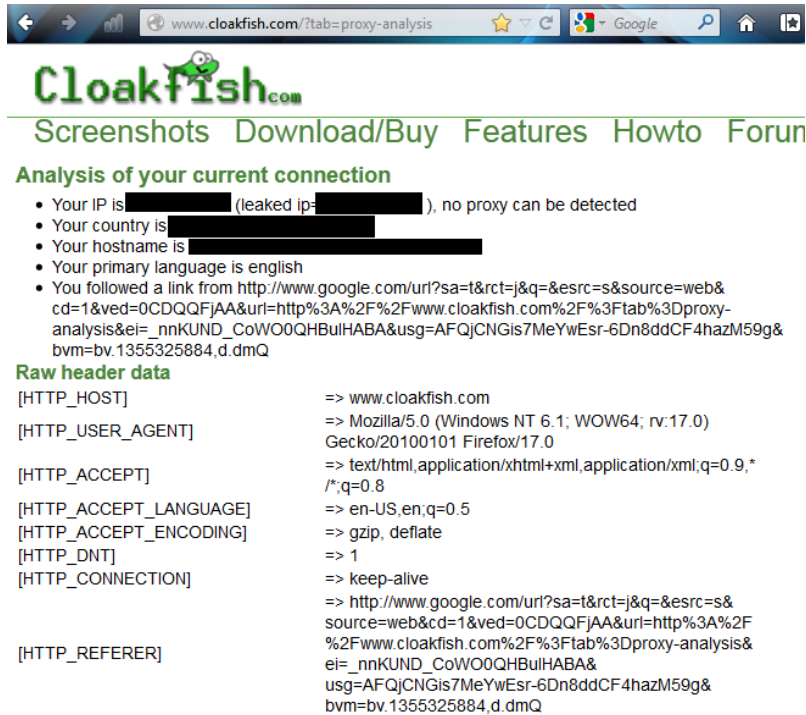 www.cloakfish.com/?tab=proxy-analysis Google
Cloakfish.com
Screenshots Download/Buy Features Howto Forum
Analysis of your current connection
• Your IP is (leaked ip= ), no proxy can be detected
• Your country is
• Your hostname is
• Your primary language is english
• You followed a link from http://www.google.com/url?sa=t&rct=j&q=&esrc=s&source=web&
cd=1&ved=0CDQQFjAA&url=http%3A%2F%2Fwww.cloakfish.com%2F%3Ftab%3Dproxy-
analysis&ei=_nnKUND_CoWO0QHBulHABA&usg=AFQjCNGis7MeYwEsr-6Dn8ddCF4hazM59g&
bvm=bv.1355325884,d.dmQ
Raw header data
[HTTP_HOST] => www.cloakfish.com
[HTTP_USER_AGENT] => Mozilla/5.0 (Windows NT 6.1; WOW64; rv:17.0)
Gecko/20100101 Firefox/17.0
[HTTP_ACCEPT] => text/html,application/xhtml+xml,application/xml;q=0.9,*
/*;q=0.8
[HTTP_ACCEPT_LANGUAGE] => en-US,en;q=0.5
[HTTP_ACCEPT_ENCODING] => gzip, deflate
[HTTP_DNT] => 1
[HTTP_CONNECTION] => keep-alive
[HTTP_REFERER] => http://www.google.com/url?sa=t&rct=j&q=&esrc=s&
source=web&cd=1&ved=0CDQQFjAA&url=http%3A%2F
%2Fwww.cloakfish.com%2F%3Ftab%3Dproxy-analysis&
ei=_nnKUND_CoWO0QHBulHABA&
usg=AFQjCNGis7MeYwEsr-6Dn8ddCF4hazM59g&
bvm=bv.1355325884,d.dmQ